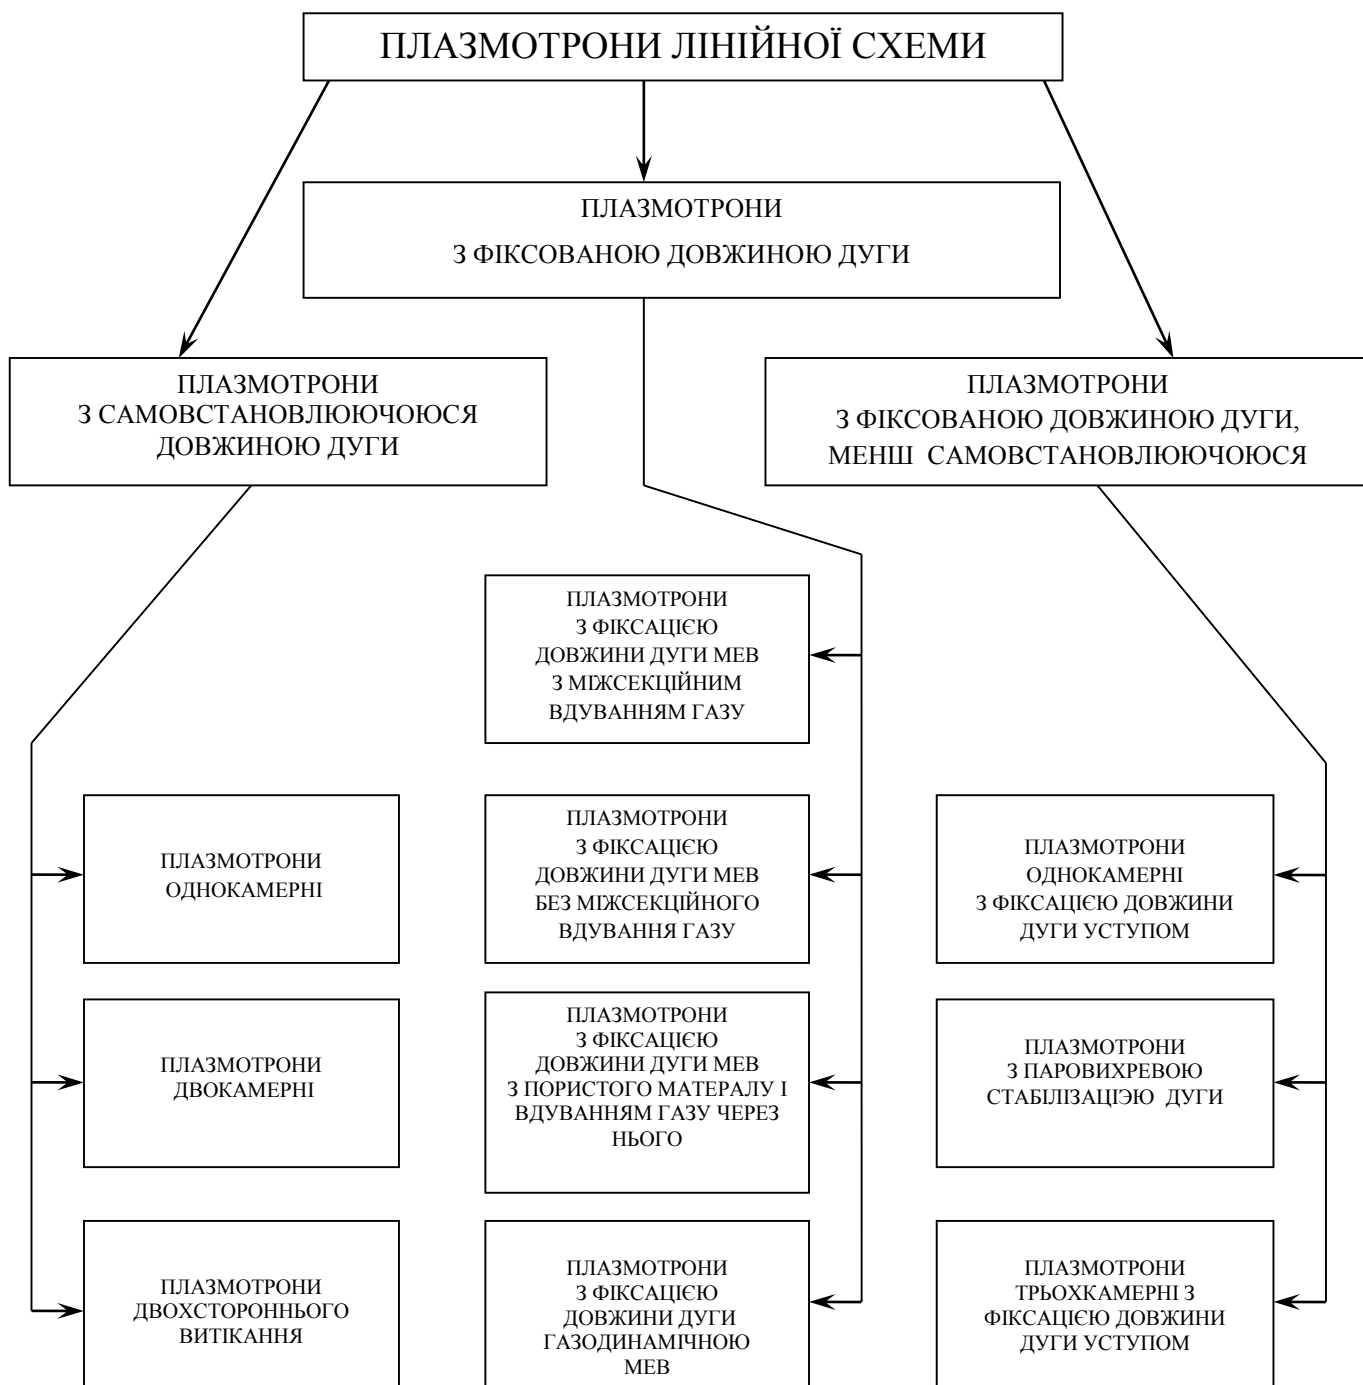 ПЛАЗМОТРОНИ ЛІНІЙНОЇ СХЕМИ
ПЛАЗМОТРОНИ
З ФІКСОВАНОЮ ДОВЖИНОЮ ДУГИ
ПЛАЗМОТРОНИ
З САМОВСТАНОВЛЮЮЧОЮСЯ
ДОВЖИНОЮ ДУГИ
ПЛАЗМОТРОНИ
З ФІКСОВАНОЮ ДОВЖИНОЮ ДУГИ,
МЕНШ САМОВСТАНОВЛЮЮЧОЮСЯ
ПЛАЗМОТРОНИ
З ФІКСАЦІЄЮ
ДОВЖИНИ ДУГИ МЕВ
З МІЖСЕКЦІЙНИМ
ВДУВАННЯМ ГАЗУ
ПЛАЗМОТРОНИ
ОДНОКАМЕРНІ
ПЛАЗМОТРОНИ
З ФІКСАЦІЄЮ
ДОВЖИНИ ДУГИ МЕВ
БЕЗ МІЖСЕКЦІЙНОГО
ВДУВАННЯ ГАЗУ
ПЛАЗМОТРОНИ
ОДНОКАМЕРНІ
З ФІКСАЦІЄЮ ДОВЖИНИ
ДУГИ УСТУПОМ
ПЛАЗМОТРОНИ
ДВОКАМЕРНІ
ПЛАЗМОТРОНИ
З ФІКСАЦІЄЮ
ДОВЖИНИ ДУГИ МЕВ
З ПОРИСТОГО МАТЕРАЛУ І
ВДУВАННЯМ ГАЗУ ЧЕРЕЗ
НЬОГО
ПЛАЗМОТРОНИ
З ПАРОВИХРЕВОЮ
СТАБІЛІЗАЦІЭЮ ДУГИ
ПЛАЗМОТРОНИ
ДВОХСТОРОННЬОГО
ВИТІКАННЯ
ПЛАЗМОТРОНИ
З ФІКСАЦІЄЮ
ДОВЖИНИ ДУГИ
ГАЗОДИНАМІЧНОЮ
МЕВ
ПЛАЗМОТРОНИ
ТРЬОХКАМЕРНІ З
ФІКСАЦІЄЮ ДОВЖИНИ
ДУГИ УСТУПОМ